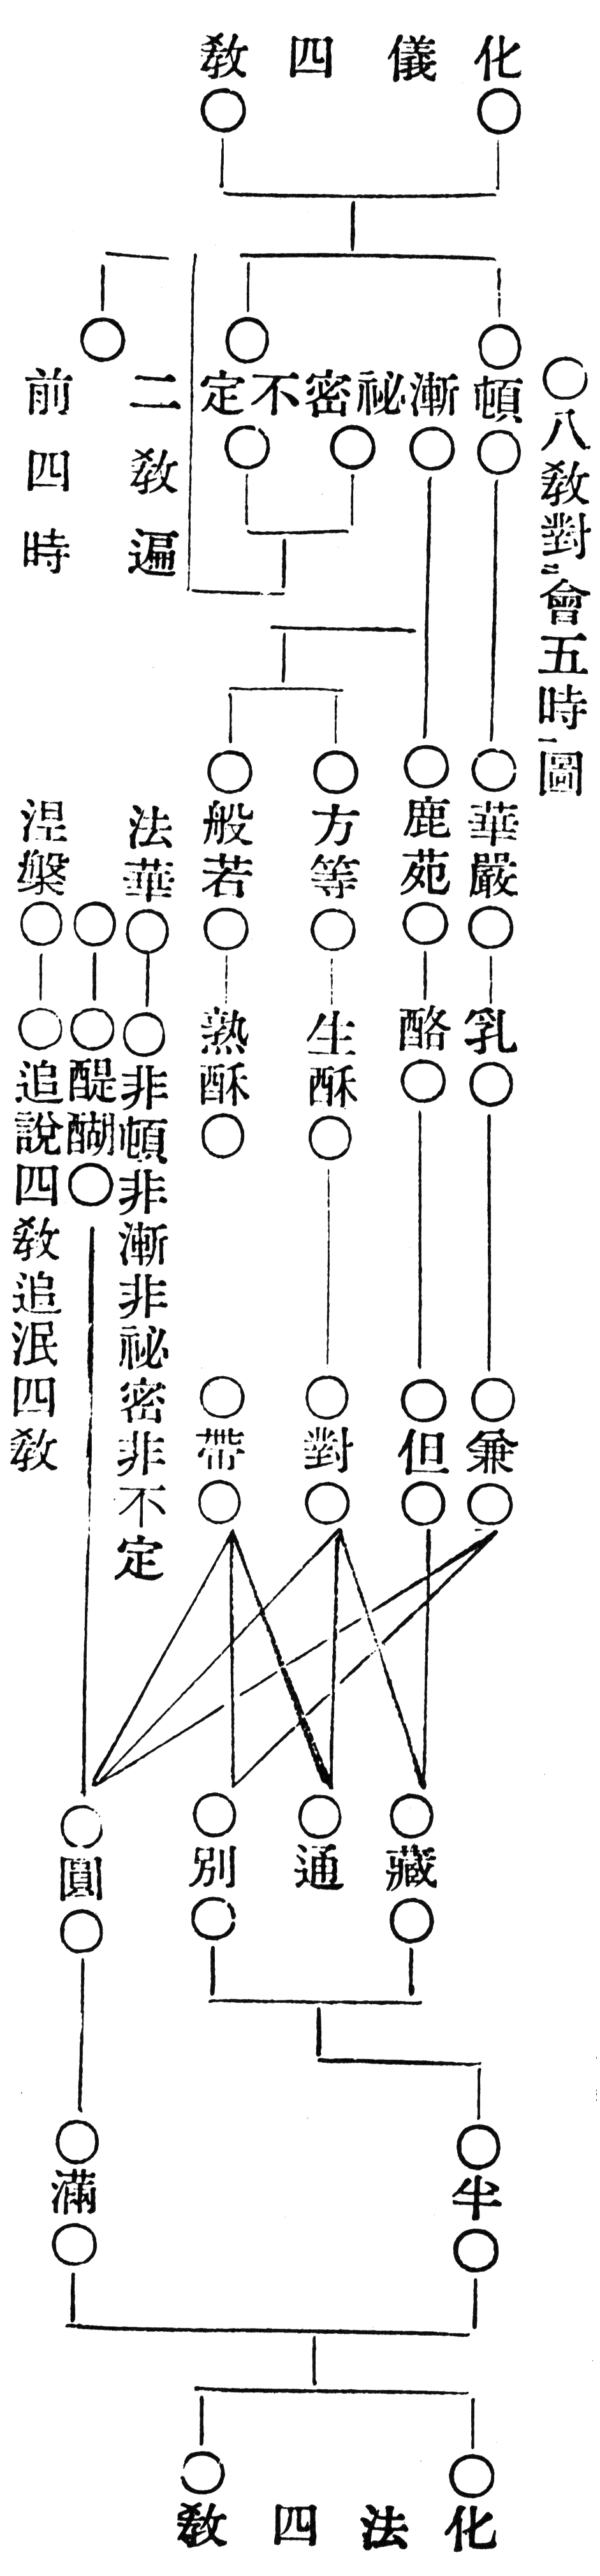 化儀四教
○八教對二會五時一圖
頓
漸
祕密
不定
二教遍
前四時
華嚴
鹿苑
方等
般若
法華
涅槃
乳
酪
生酥
熟酥
非頓非漸非祕密非不定
醍醐
追說四教追泯四教
兼
但
對
帶
藏
通
別
圓
半
滿
化法四教